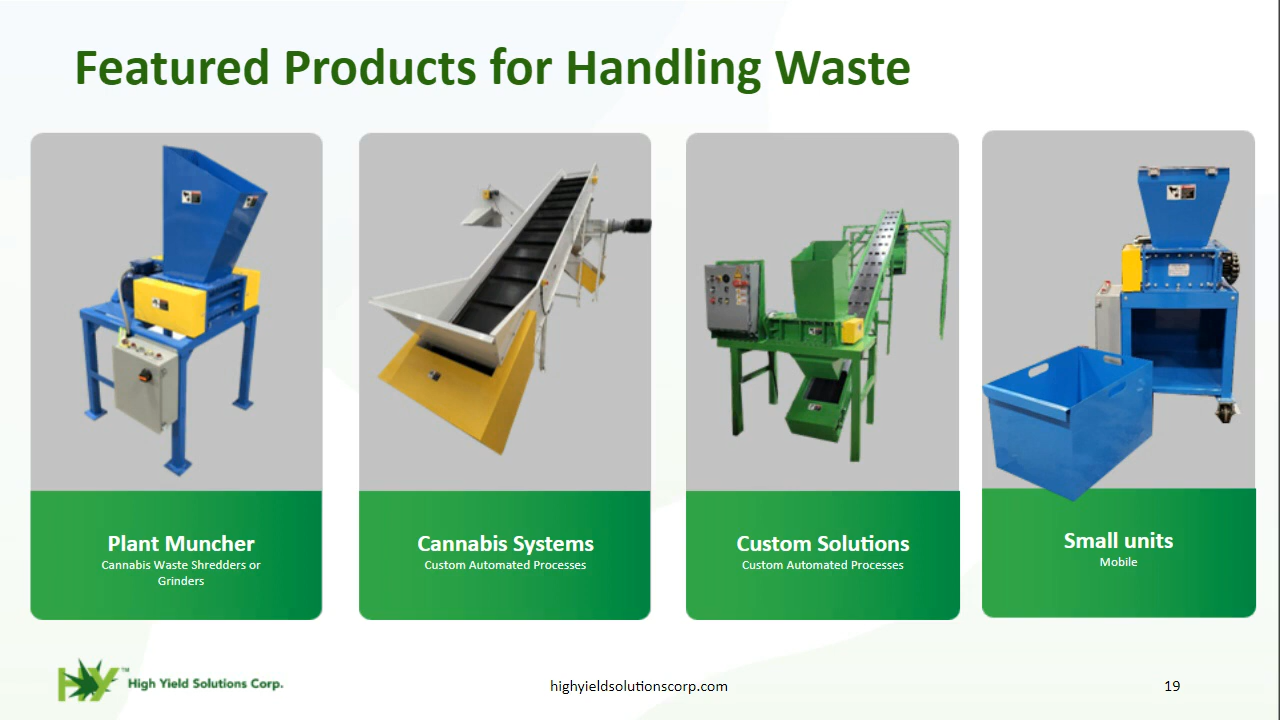 Featured Products for Handling Waste
Plant Muncher
Cannabis Waste Shredders or
Grinders
Cannabis Systems
Custom Automated Processes
Custom Solutions
Custom Automated Processes
Small units
Mobile
HY™ High Yield Solutions Corp.
highyieldsolutionscorp.com
19